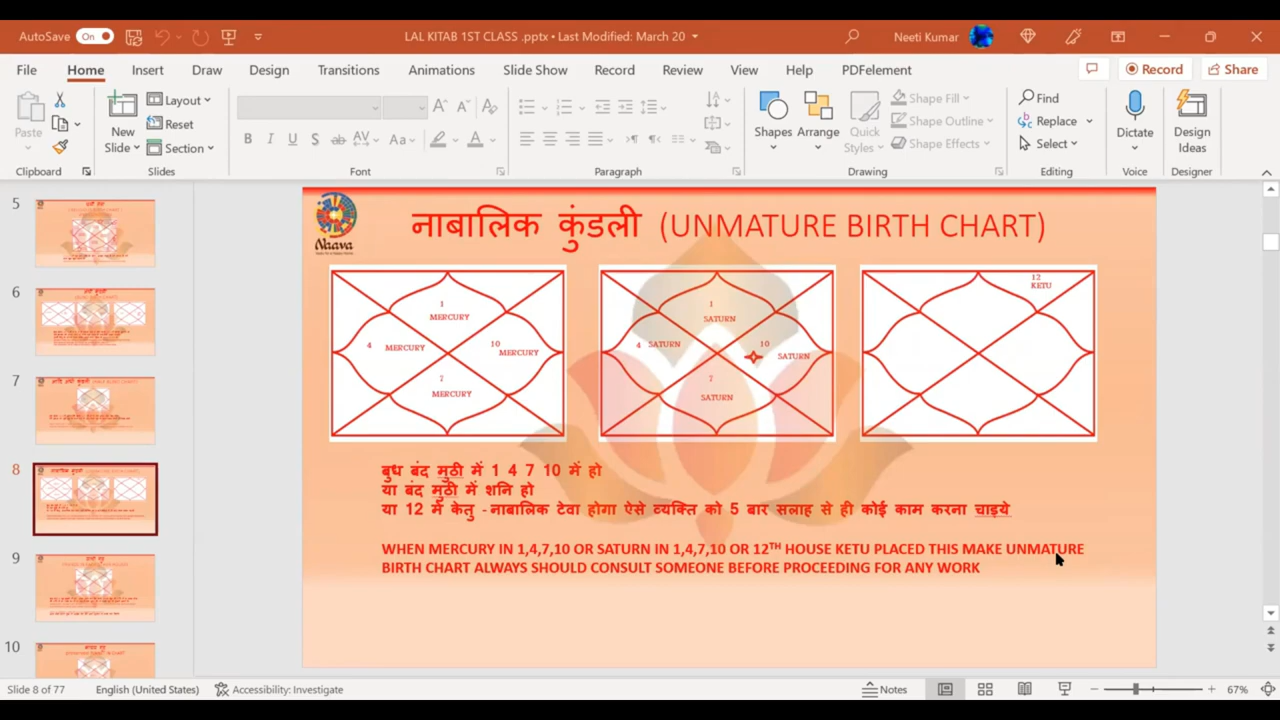 AutoSave On LAL KITAB 1ST CLASS .pptx • Last Modified: March 20 Neeti Kumar
File Home Insert Draw Design Transitions Animations Slide Show Record Review View Help PDFelement Record Share
Paste
New Slide
Layout
Reset
Section
B I U S ab AV Aa A
Shapes Arrange Quick Styles
Shape Fill
Shape Outline
Shape Effects
Find
Replace
Select
Dictate
Design Ideas
Clipboard Slides Font Paragraph Drawing Editing Voice Designer
5
6
7
8
9
10
Naava
नाबालिक कुंडली (UNMATURE BIRTH CHART)
1
MERCURY
4 MERCURY
10
MERCURY
7
MERCURY
1
SATURN
4 SATURN
10
SATURN
7
SATURN
12
KETU
बुध बंद मुठी में 1 4 7 10 में हो
या बंद मुठी में शनि हो
या 12 में केतु -नाबालिक टेवा होगा ऐसे व्यक्ति को 5 बार सलाह से ही कोई काम करना चाड़ये
WHEN MERCURY IN 1,4,7,10 OR SATURN IN 1,4,7,10 OR 12TH HOUSE KETU PLACED THIS MAKE UNMATURE
BIRTH CHART ALWAYS SHOULD CONSULT SOMEONE BEFORE PROCEEDING FOR ANY WORK
Slide 8 of 77 English (United States) Accessibility: Investigate Notes 67%